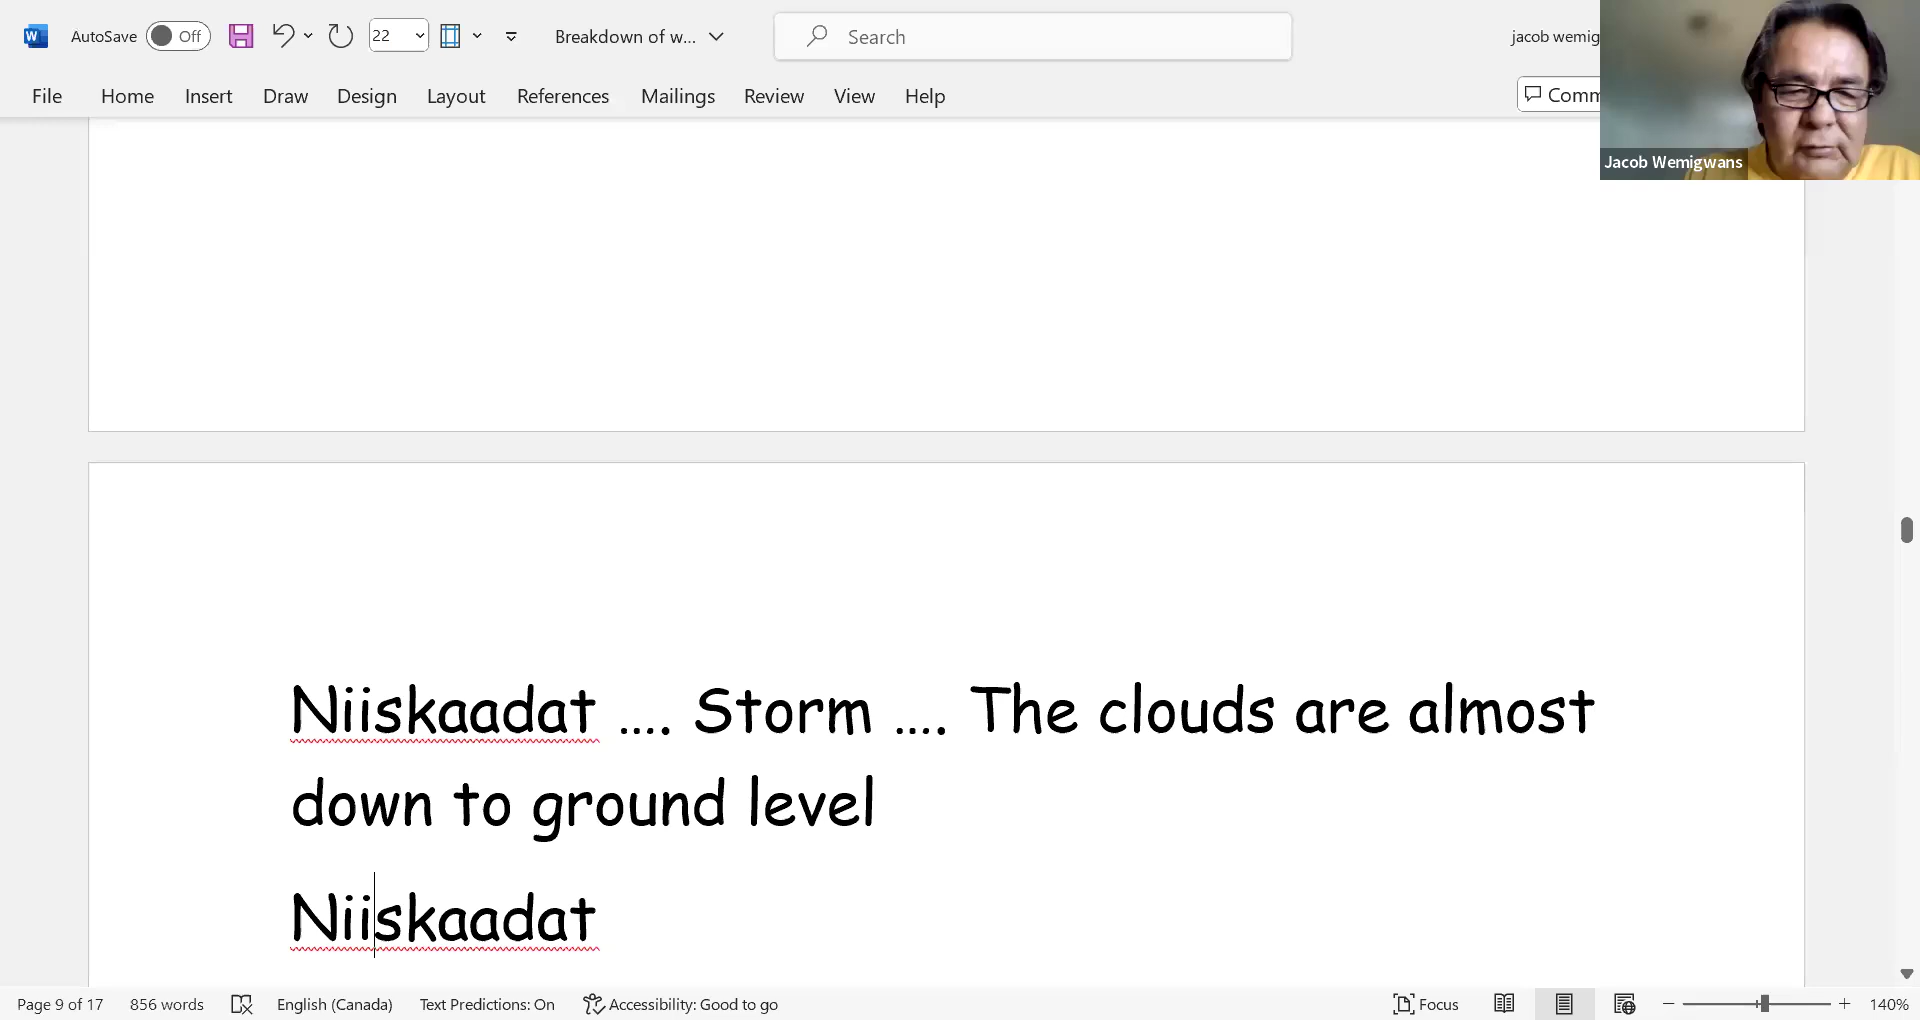 AutoSave Off 22 Breakdown of w... Search jacob wemig
File Home Insert Draw Design Layout References Mailings Review View Help Comm
Jacob Wemigwans
Niiskaadat .... Storm .... The clouds are almost
down to ground level
Niiskaadat
Page 9 of 17 856 words English (Canada) Text Predictions: On Accessibility: Good to go Focus 140%